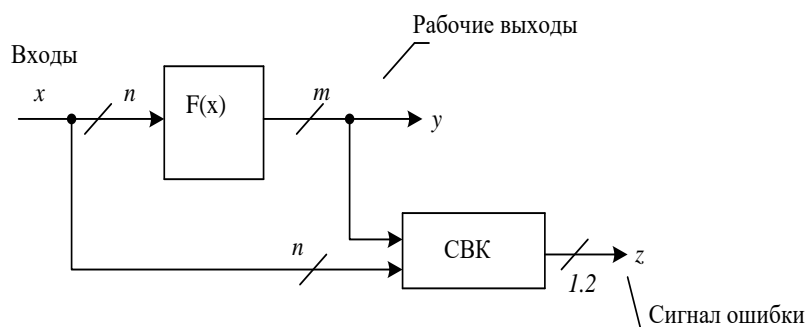 Рабочие выходы
Входы
x
n
F(x)
m
y
n
СВК
1.2
z
Сигнал ошибки